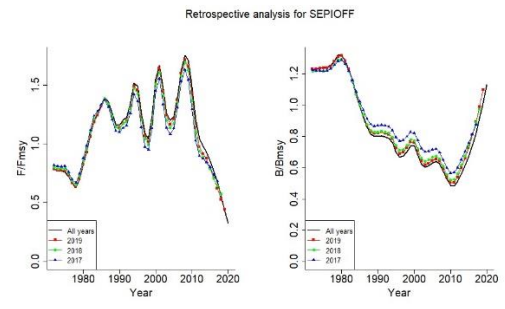 Retrospective analysis for SEPIOFF
F/Fmsy
1.5
1.0
0.5
0.0
All years
2019
2018
2017
1980 1990 2000 2010 2020
Year
B/Bmsy
1.2
1.0
0.8
0.6
0.4
0.2
0.0
All years
2019
2018
2017
1980 1990 2000 2010 2020
Year